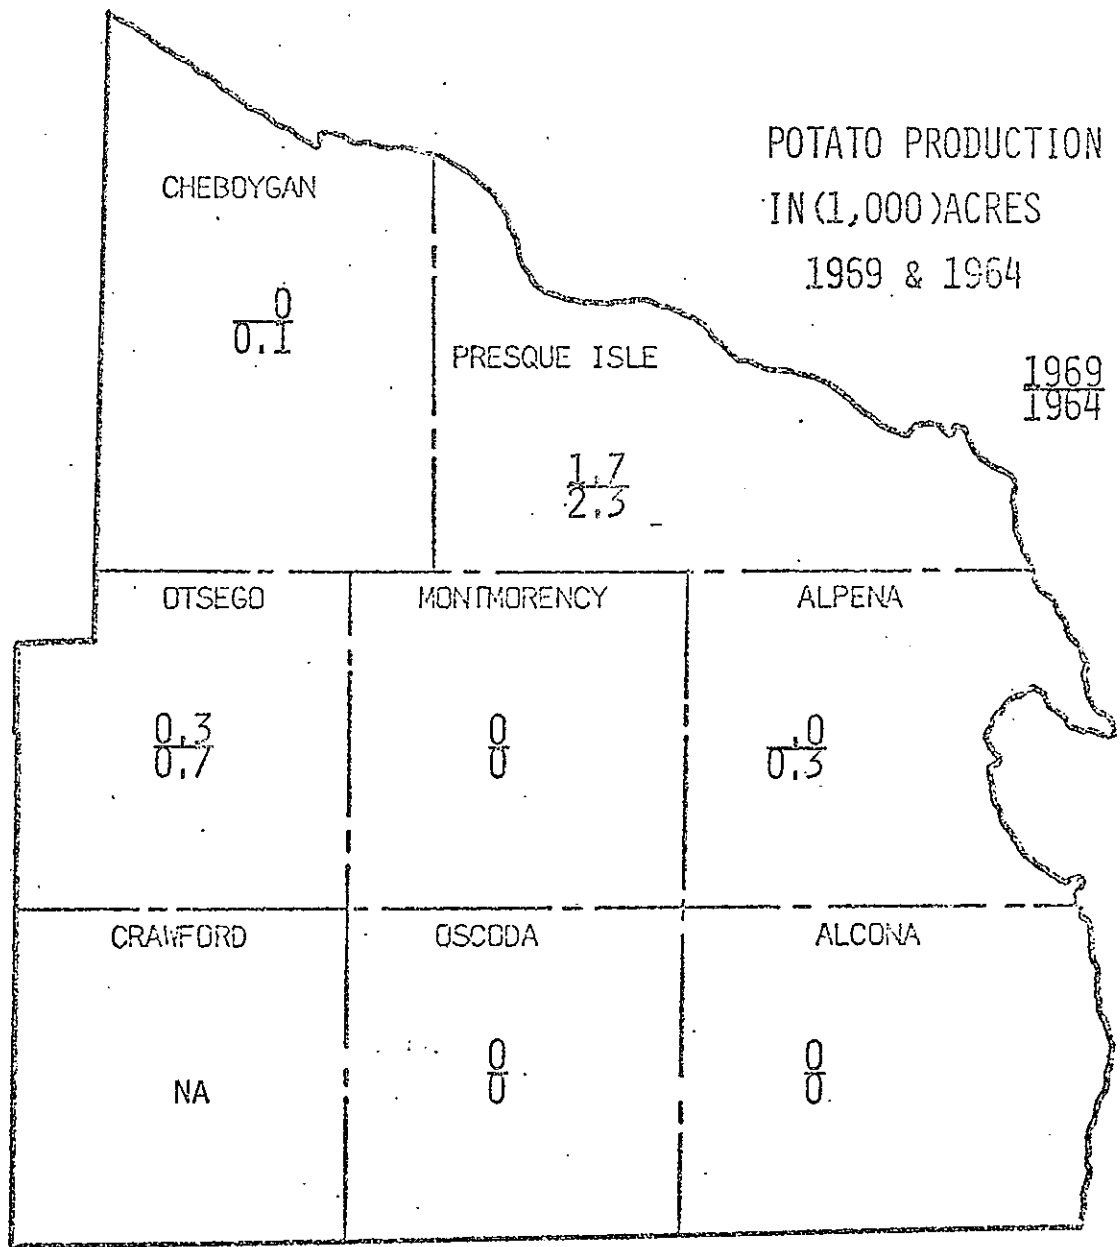 POTATO PRODUCTION
IN (1,000) ACRES
1969 & 1964
1969
1964
CHEBOYGAN
0
0.1
PRESQUE ISLE
1.7
2.3
OTSEGO
0.3
0.7
MONTMORENCY
0
0
ALPENA
.0
0.3
CRAWFORD
NA
OSCODA
0
0
ALCONA
0
0